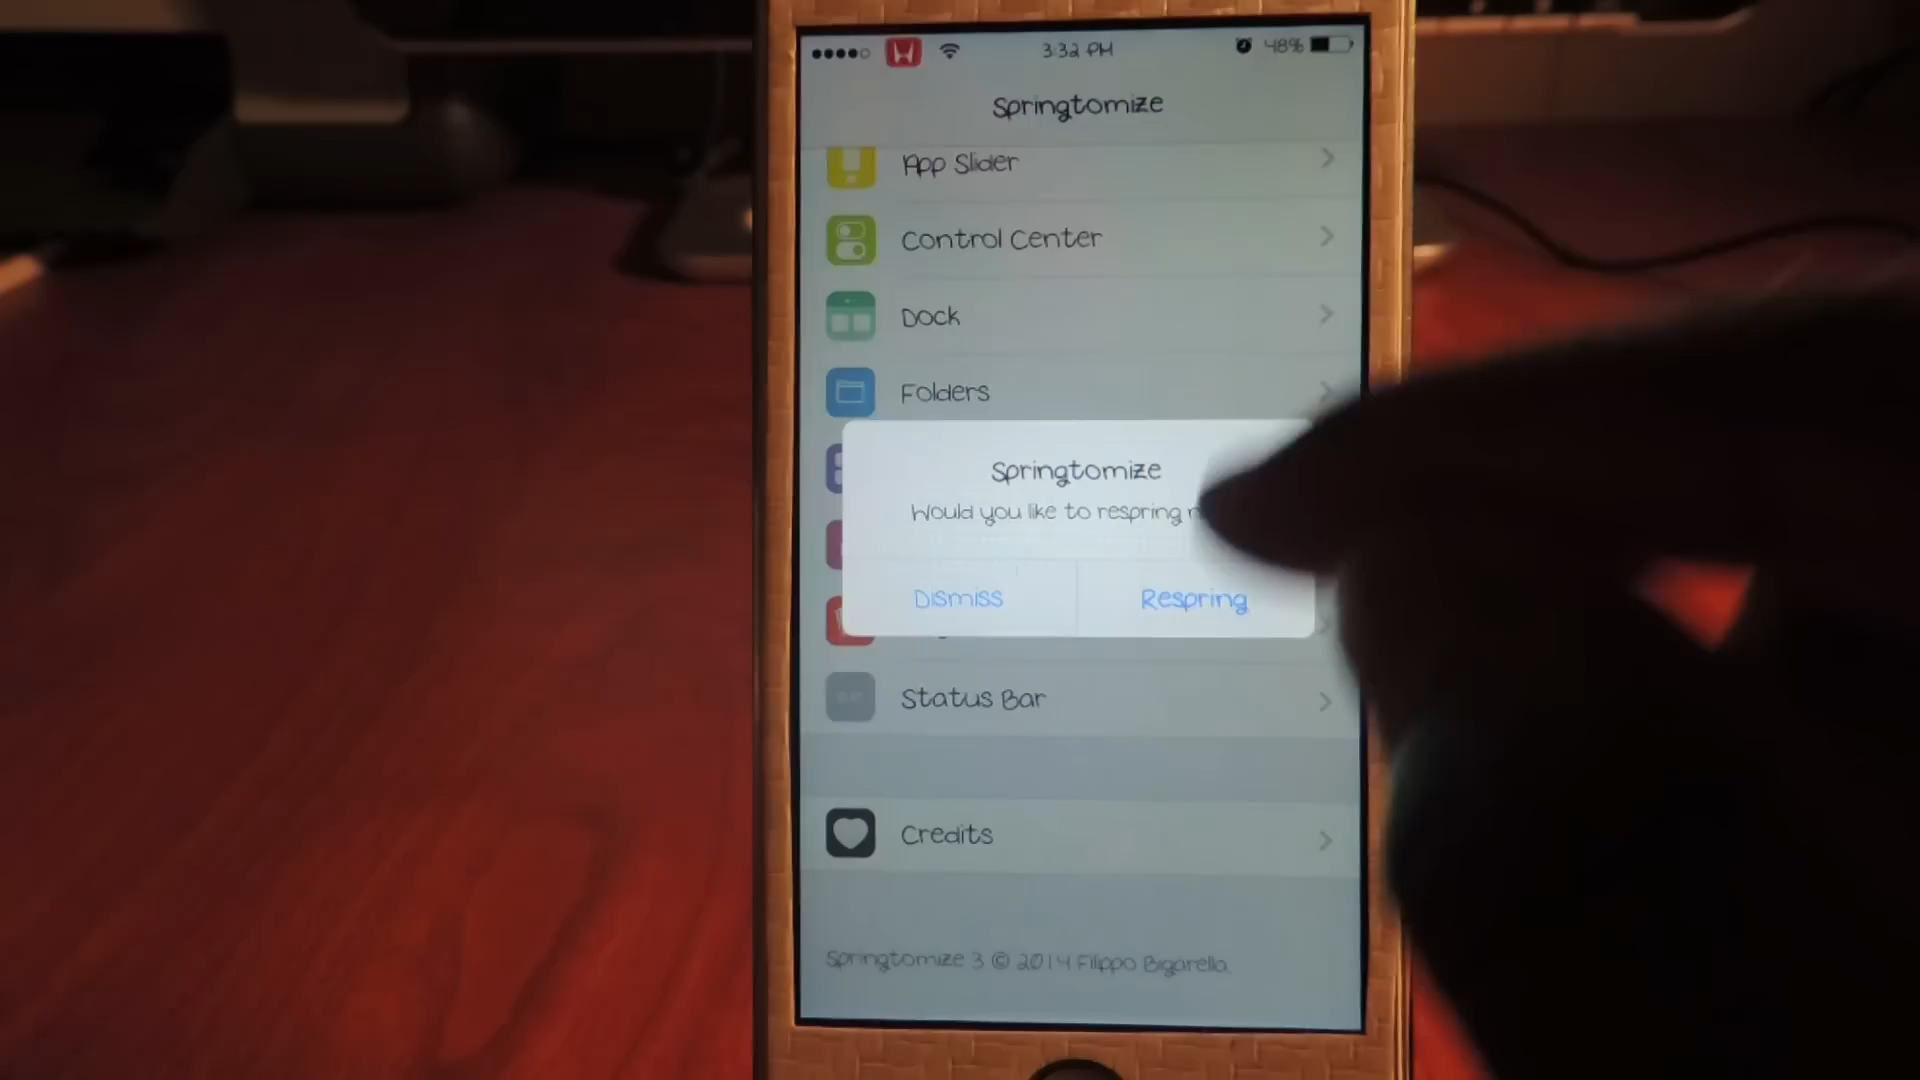 3:32 PM
48%
Springtomize
App Slider
Control Center
Dock
Folders
Springtomize
Would you like to respring
Dismiss
Respring
Status Bar
Credits
Springtomize 3 © 2014 Filippo Bigarella.